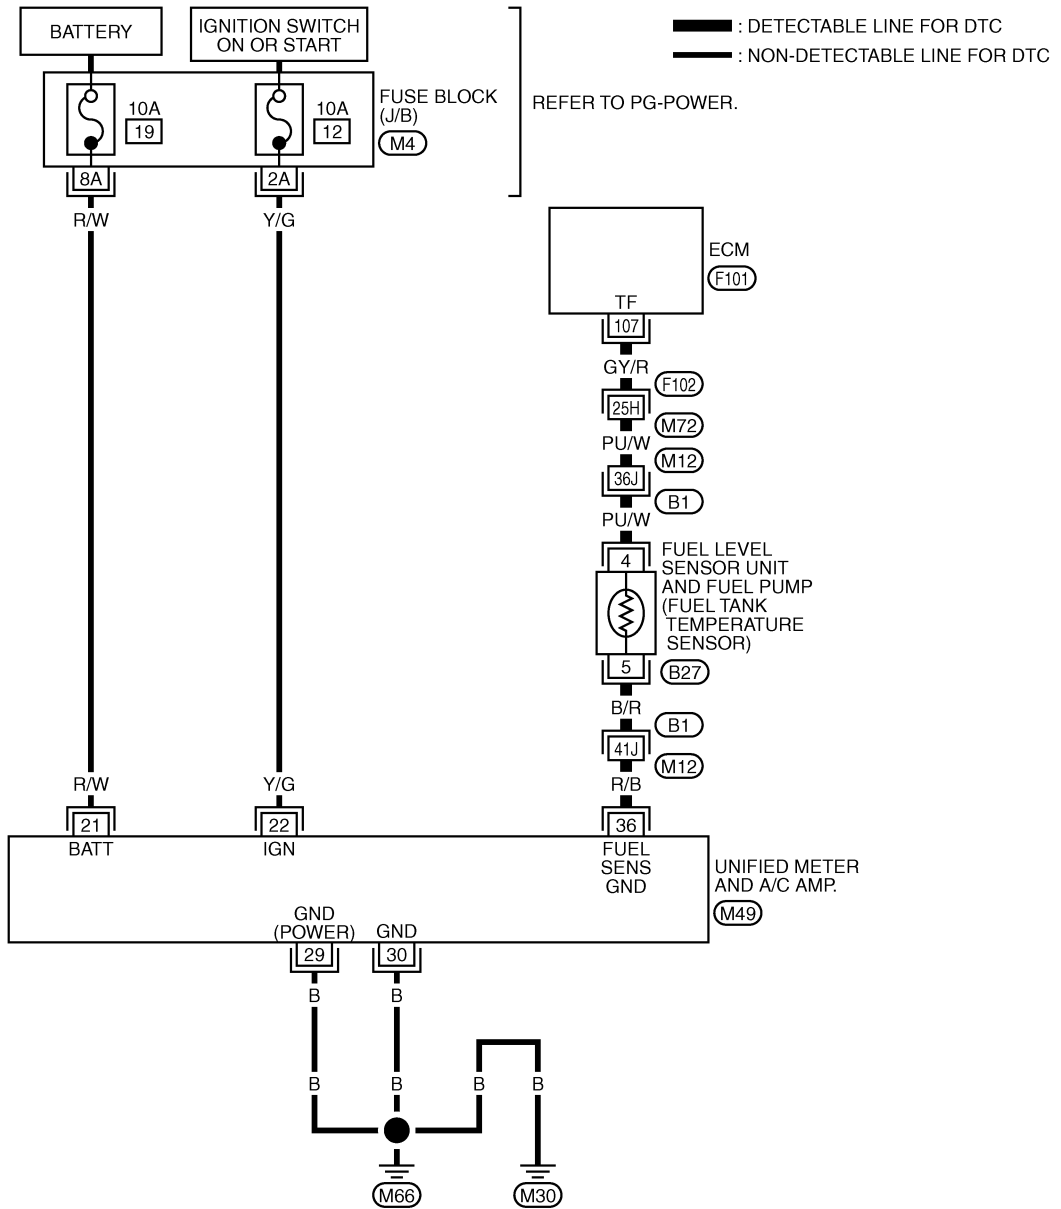 BATTERY
IGNITION SWITCH
ON OR START
: DETECTABLE LINE FOR DTC
: NON-DETECTABLE LINE FOR DTC
10A
19
10A
12
FUSE BLOCK
(J/B)
M4
REFER TO PG-POWER.
8A
2A
R/W
Y/G
ECM
F101
TF
107
GY/R
F102
25H
M72
PU/W
M12
36J
B1
PU/W
4
FUEL LEVEL
SENSOR UNIT
AND FUEL PUMP
(FUEL TANK
TEMPERATURE
SENSOR)
5
B27
B/R
B1
41J
M12
R/W
Y/G
R/B
21
22
36
BATT
IGN
FUEL
SENS
GND
UNIFIED METER
AND A/C AMP.
M49
GND
(POWER)
GND
29
30
B
B
B
B
B
B
M66
M30